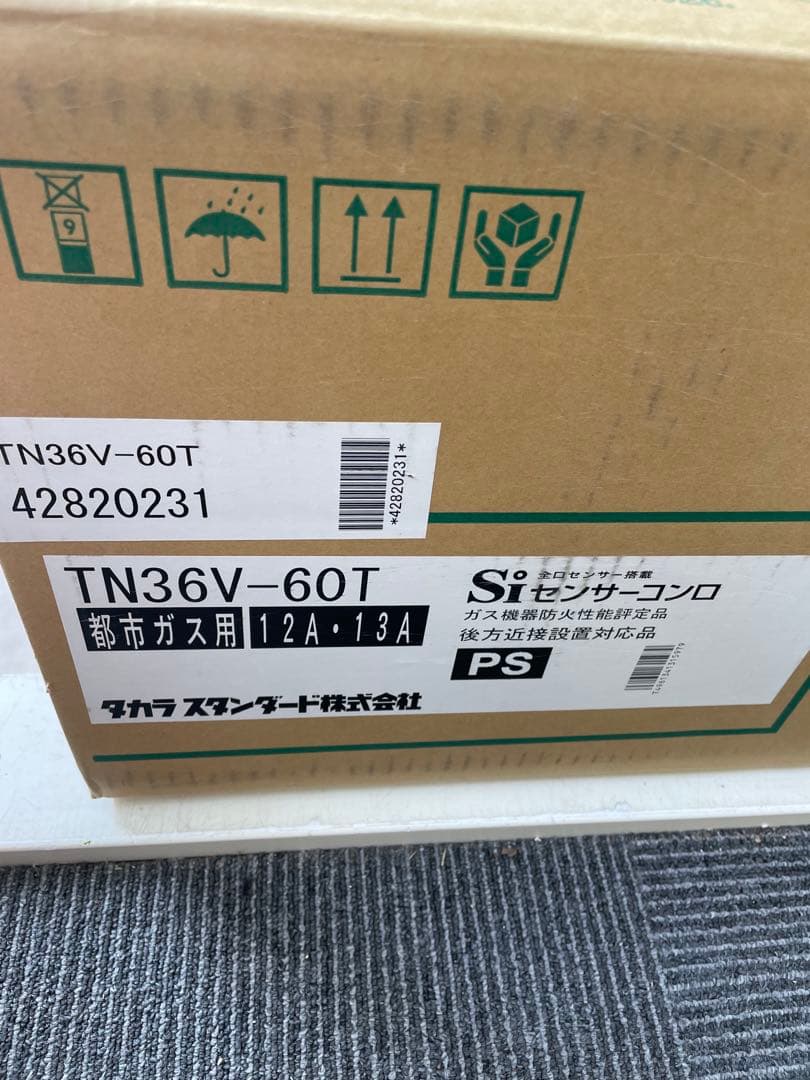 9
TN36V-60T
42820231
*42820231*
TN36V-60T
都市ガス用 12A・13A
全口センサー搭載
Siセンサーコンロ
ガス機器防火性能評定品
後方近接設置対応品
PS
タカラスタンダード株式会社